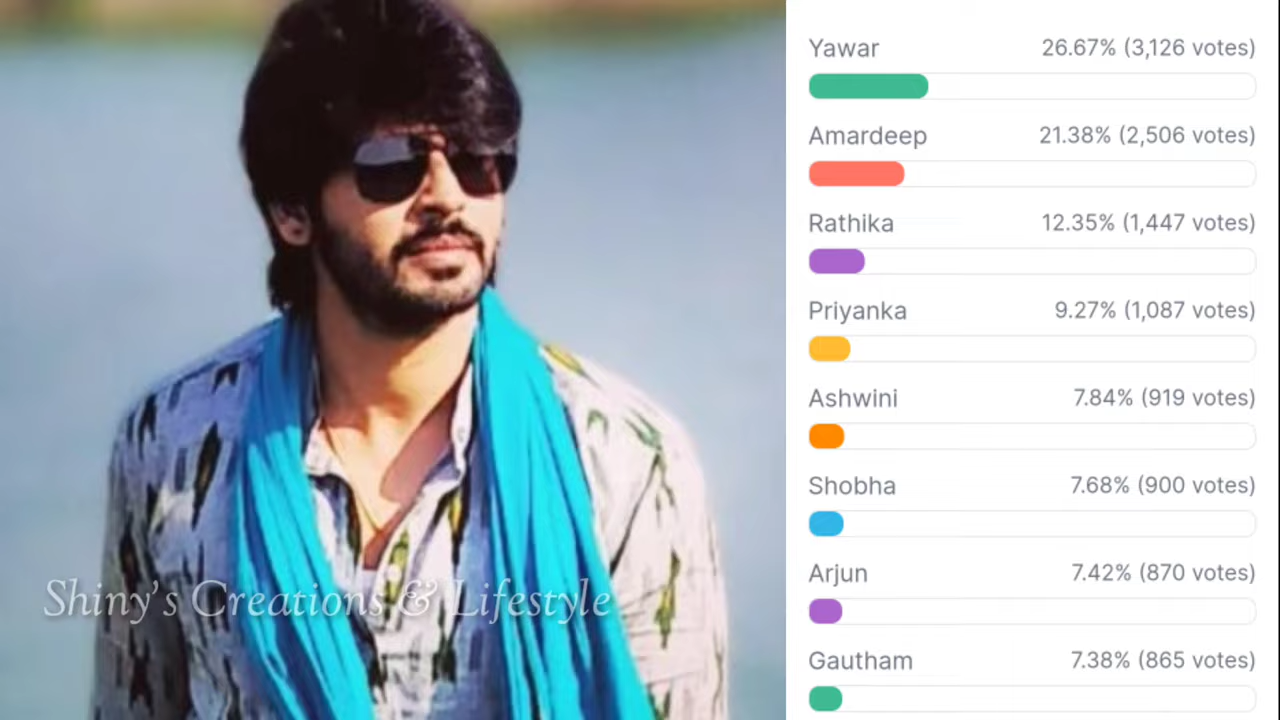 Yawar 26.67% (3,126 votes)
Amardeep 21.38% (2,506 votes)
Rathika 12.35% (1,447 votes)
Priyanka 9.27% (1,087 votes)
Ashwini 7.84% (919 votes)
Shobha 7.68% (900 votes)
Arjun 7.42% (870 votes)
Gautham 7.38% (865 votes)
Shiny's Creations & Lifestyle